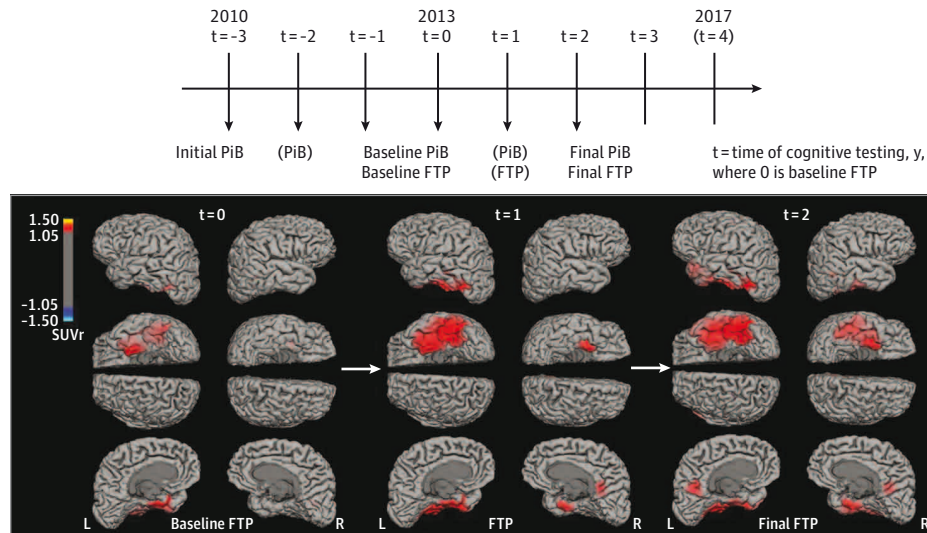 2010 2013 2017
t = -3 t = -2 t = -1 t = 0 t = 1 t = 2 t = 3 (t = 4)
Initial PiB (PiB) Baseline PiB (PiB) Final PiB t = time of cognitive testing, y,
Baseline FTP (FTP) Final FTP where 0 is baseline FTP
t = 0 t = 1 t = 2
1.50
1.05
-1.05
-1.50
SUVr
L Baseline FTP R L FTP R L Final FTP R